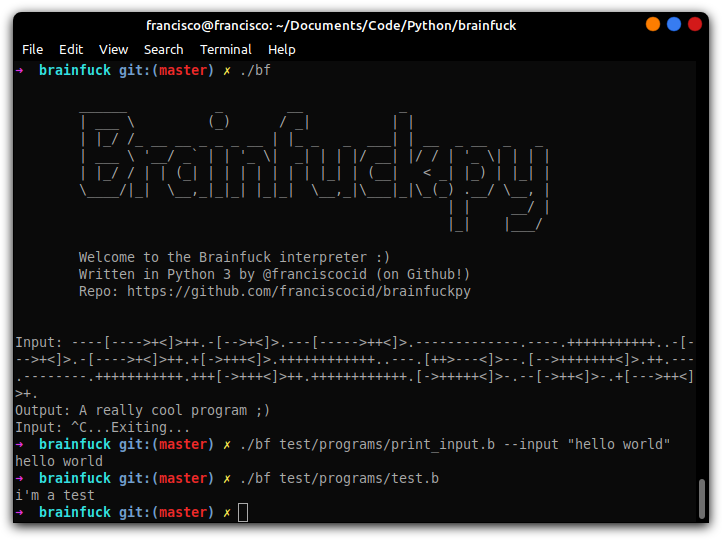 francisco@francisco: ~/Documents/Code/Python/brainfuck
File Edit View Search Terminal Help
➜ brainfuck git:(master) ✗ ./bf
Brainfuck.py
Welcome to the Brainfuck interpreter :)
Written in Python 3 by @franciscocid (on Github!)
Repo: https://github.com/franciscocid/brainfuckpy
Input: ----[---->+<]>++.-[-->+<]>.---[----->++<]>.-------------.----.+++++++++++..-[-
-->+<]>.-[---->+<]>++.+[->+++<]>.++++++++++++..---.[++>---<]>--.[-->+++++++<]>.++.---
.--------.+++++++++++.+++[->+++<]>++.++++++++++++.[->+++++<]>-.--[->++<]>-.+[--->++<]
>+.
Output: A really cool program ;)
Input: ^C...Exiting...
➜ brainfuck git:(master) ✗ ./bf test/programs/print_input.b --input "hello world"
hello world
➜ brainfuck git:(master) ✗ ./bf test/programs/test.b
i'm a test
➜ brainfuck git:(master) ✗